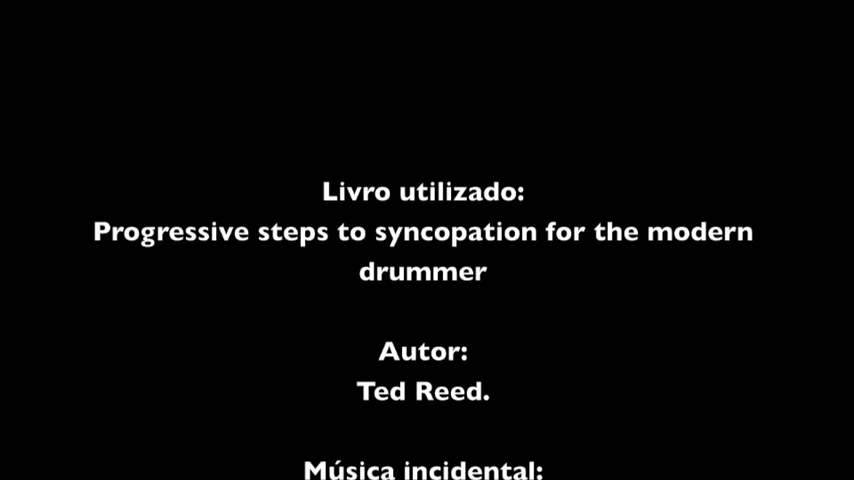 Livro utilizado:
Progressive steps to syncopation for the modern
drummer
Autor:
Ted Reed.
Música incidental: